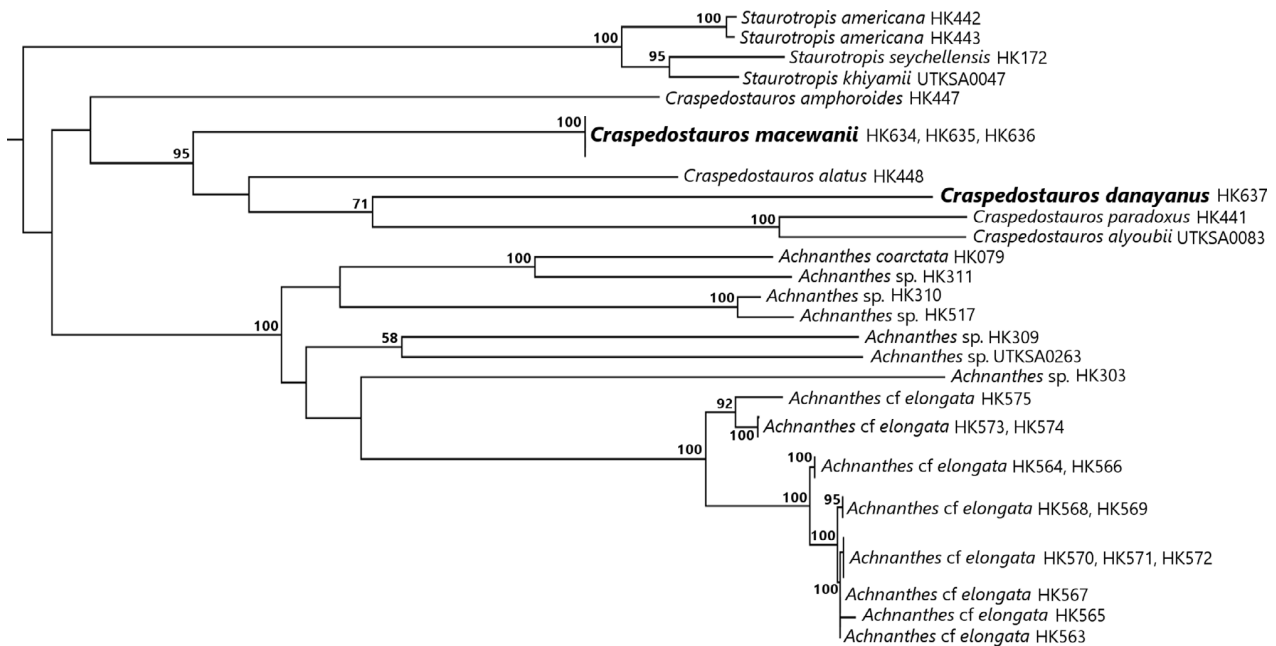 100 Staurotropis americana HK442
100 Staurotropis americana HK443
95 Staurotropis seychellensis HK172
Staurotropis khiyamii UTKSA0047
Craspedostauros amphoroides HK447
100 Craspedostauros macewanii HK634, HK635, HK636
95
Craspedostauros alatus HK448
71 Craspedostauros danayanus HK637
100 Craspedostauros paradoxus HK441
Craspedostauros alyoubii UTKSA0083
100 Achnanthes coarctata HK079
Achnanthes sp. HK311
100 Achnanthes sp. HK310
Achnanthes sp. HK517
100
58 Achnanthes sp. HK309
Achnanthes sp. UTKSA0263
Achnanthes sp. HK303
92 Achnanthes cf elongata HK575
100 Achnanthes cf elongata HK573, HK574
100
100 Achnanthes cf elongata HK564, HK566
100 95 Achnanthes cf elongata HK568, HK569
100
Achnanthes cf elongata HK570, HK571, HK572
100 Achnanthes cf elongata HK567
Achnanthes cf elongata HK565
Achnanthes cf elongata HK563